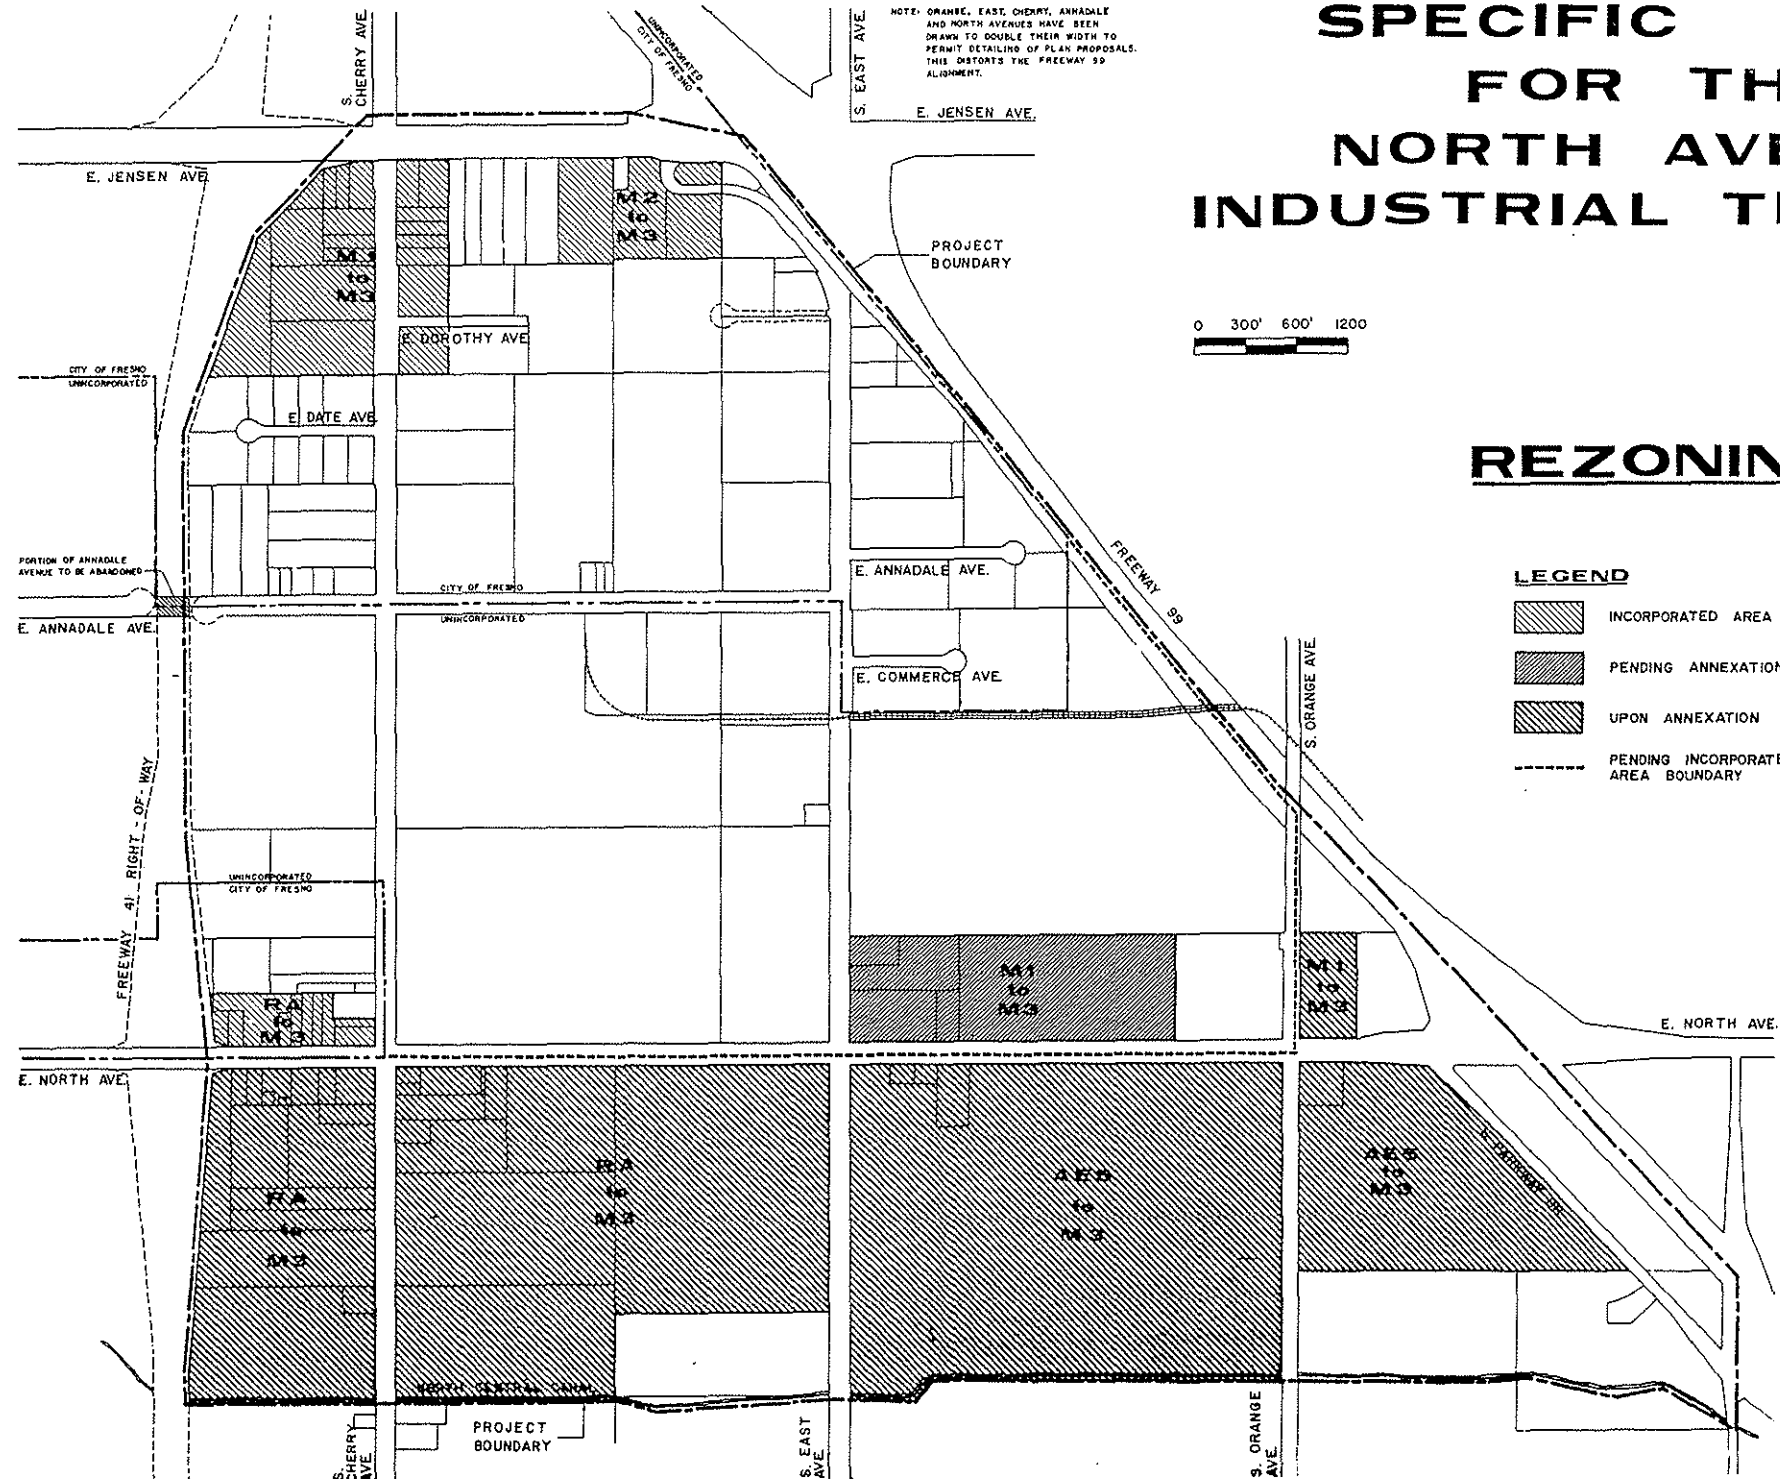 SPECIFIC
FOR TH
NORTH AVE
INDUSTRIAL T
NOTE: ORANGE, EAST, CHERRY, ANNADALE
AND NORTH AVENUES HAVE BEEN
DRAWN TO DOUBLE THEIR WIDTH TO
PERMIT DETAILING OF PLAN PROPOSALS.
THIS DISTORTS THE FREEWAY 99
ALIGNMENT.
S. CHERRY AVE.
UNINCORPORATED
CITY OF FRESNO
S. EAST AVE.
E. JENSEN AVE.
E. JENSEN AVE.
M2
to
M3
M1
to
M3
PROJECT
BOUNDARY
0 300' 600' 1200
E. DOROTHY AVE
CITY OF FRESNO
UNINCORPORATED
E. DATE AVE.
REZONIN
PORTION OF ANNADALE
AVENUE TO BE ABANDONED
E. ANNADALE AVE.
CITY OF FRESNO
UNINCORPORATED
E. ANNADALE AVE.
FREEWAY 99
E. COMMERCE AVE.
S. ORANGE AVE.
LEGEND
INCORPORATED AREA
PENDING ANNEXATION
UPON ANNEXATION
PENDING INCORPORATE
AREA BOUNDARY
FREEWAY 41 RIGHT-OF-WAY
UNINCORPORATED
CITY OF FRESNO
RA
to
M3
M1
to
M3
M1
to
M3
E. NORTH AVE.
E. NORTH AVE.
RA
to
M3
RA
to
M3
AE5
to
M3
AE5
to
M3
S. PARKWAY DR.
NORTH CENTRAL CANAL
PROJECT
BOUNDARY
S. CHERRY AVE.
S. EAST AVE.
S. ORANGE AVE.